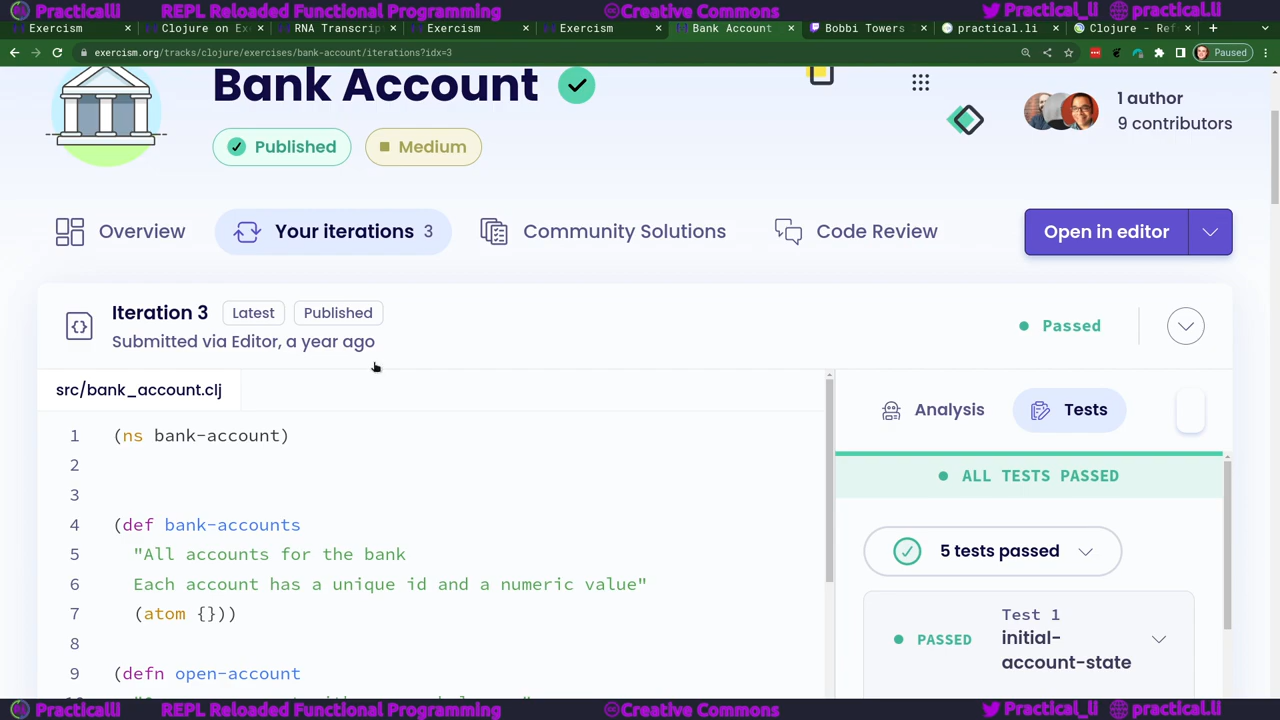 Practicalli REPL Reloaded Functional Programming Creative Commons Practical_li practical.li
Exercism × Clojure on Ex × RNA Transcrip × Exercism × Exercism × Bank Account × Bobbi Towers × practical.li × Clojure - Ref × +
exercism.org/tracks/clojure/exercises/bank-account/iterations?idx=3 Paused
Bank Account
1 author
9 contributors
Published Medium
Overview Your iterations 3 Community Solutions Code Review Open in editor
Iteration 3 Latest Published
Submitted via Editor, a year ago
Passed
src/bank_account.clj
Analysis Tests
1 (ns bank-account)
2
3
4 (def bank-accounts
5 "All accounts for the bank
6 Each account has a unique id and a numeric value"
7 (atom {}))
8
9 (defn open-account
ALL TESTS PASSED
5 tests passed
Test 1
PASSED initial-
account-state
Practicalli REPL Reloaded Functional Programming Creative Commons Practical_li practical.li